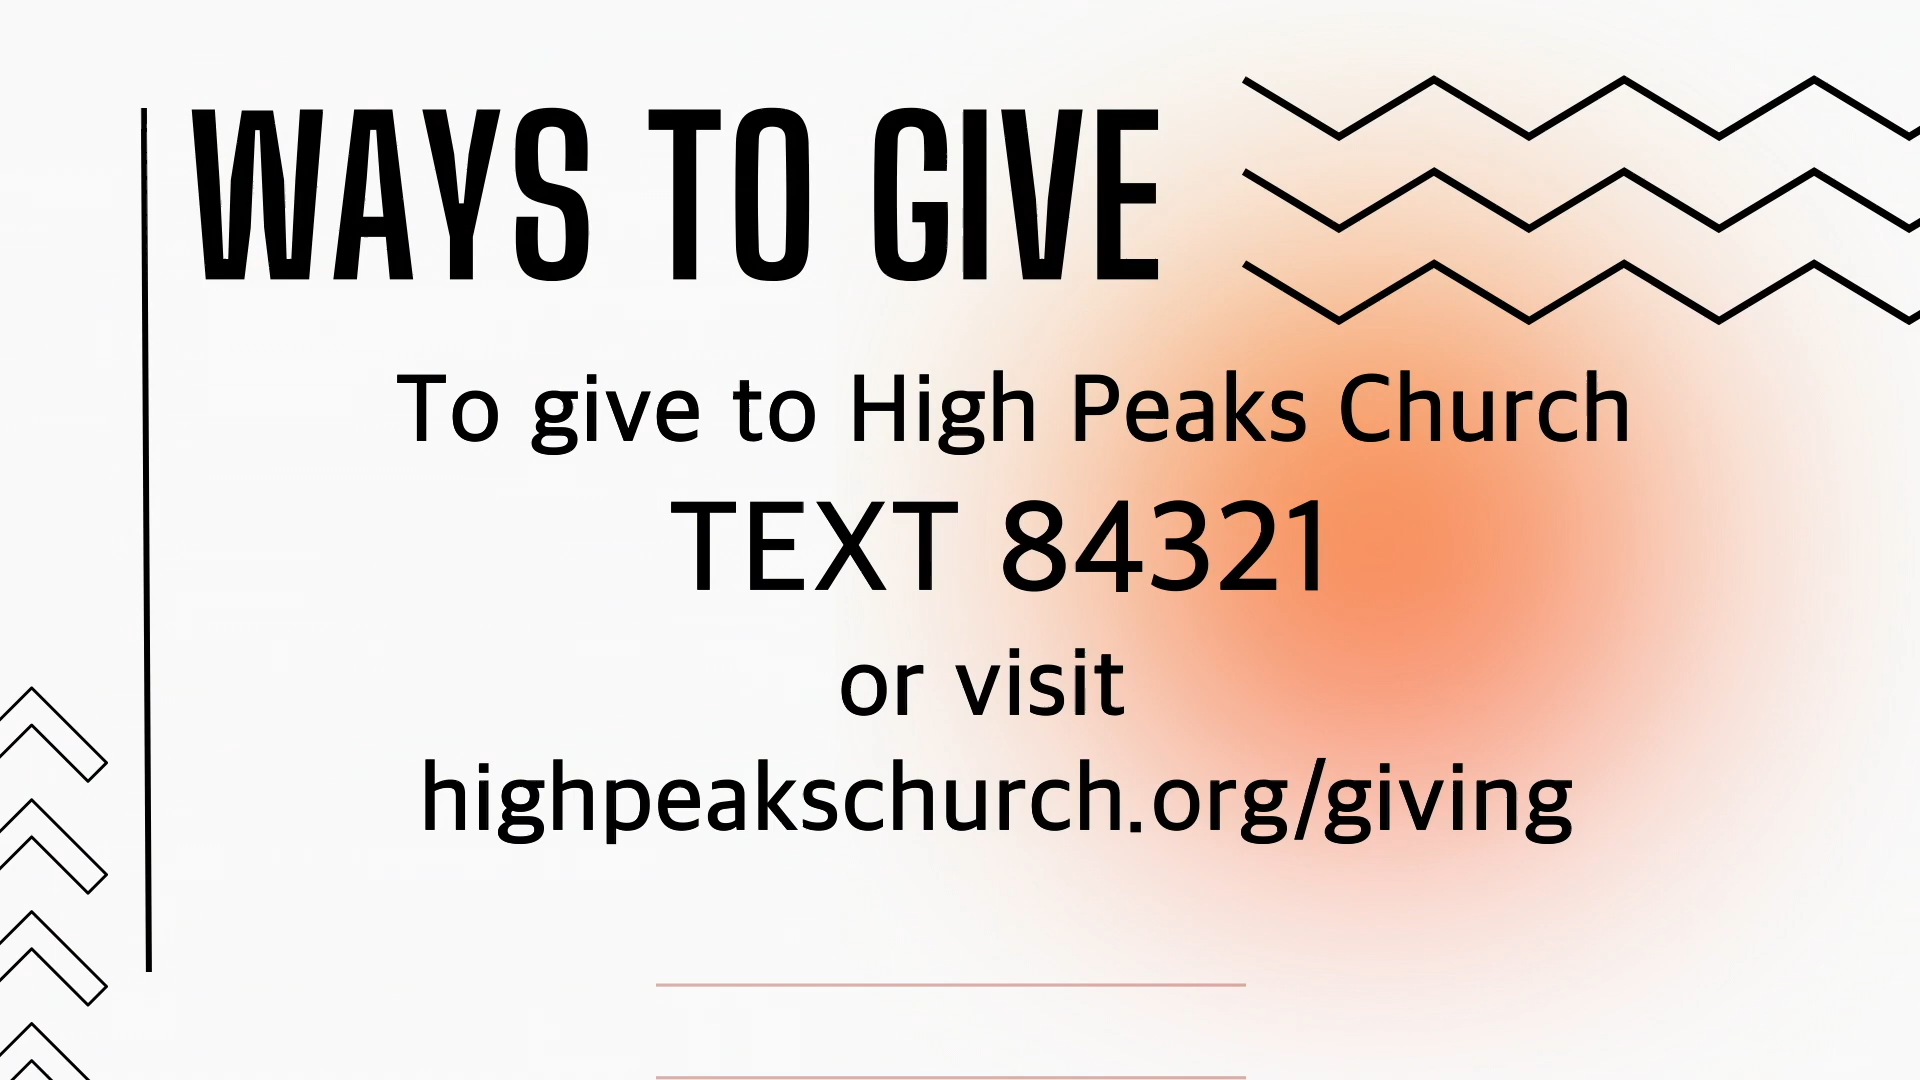 WAYS TO GIVE
To give to High Peaks Church
TEXT 84321
or visit
highpeakschurch.org/giving